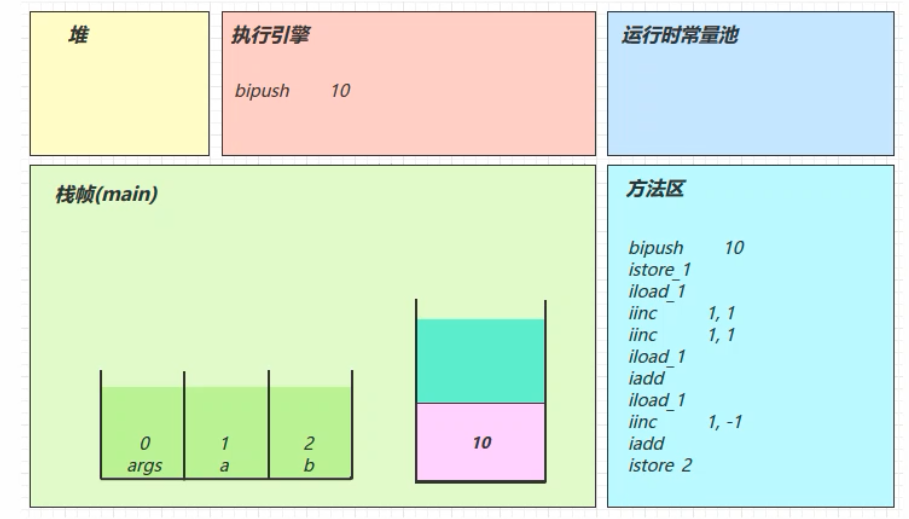 堆
执行引擎
bipush 10
运行时常量池
栈帧(main)
0 1 2
args a b
10
方法区
bipush 10
istore_1
iload_1
iinc 1, 1
iinc 1, 1
iload_1
iadd
iload_1
iinc 1, -1
iadd
istore 2